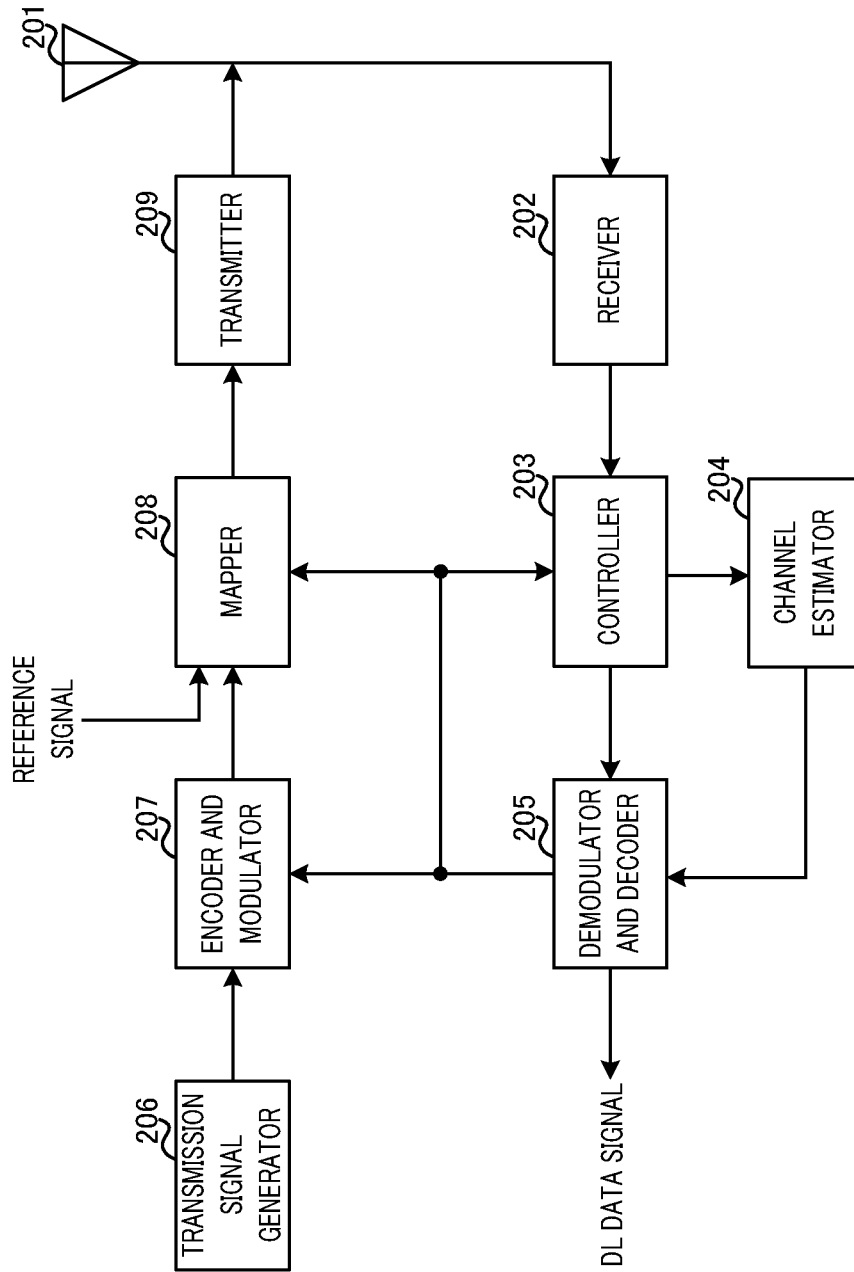 201
209
TRANSMITTER
202
RECEIVER
208
MAPPER
203
CONTROLLER
204
CHANNEL
ESTIMATOR
REFERENCE
SIGNAL
207
ENCODER AND
MODULATOR
205
DEMODULATOR
AND DECODER
206
TRANSMISSION
SIGNAL
GENERATOR
DL DATA SIGNAL